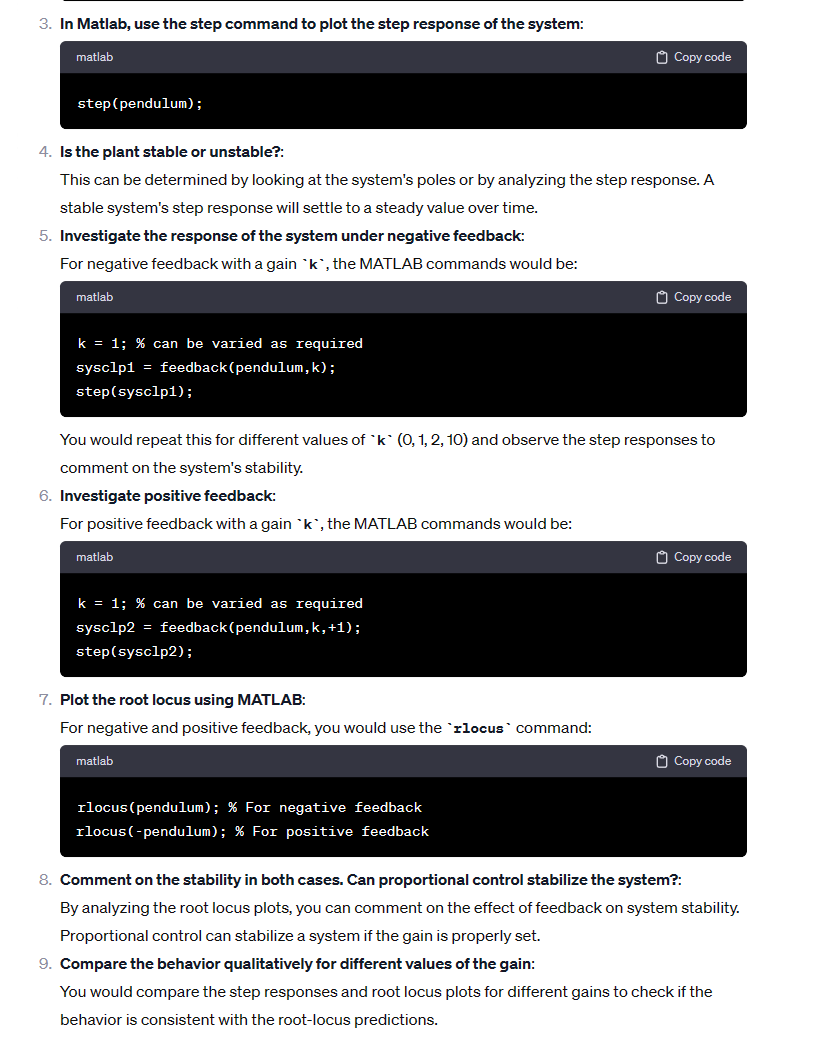 3. In Matlab, use the step command to plot the step response of the system:
matlab
Copy code
step(pendulum);
4. Is the plant stable or unstable?:
This can be determined by looking at the system's poles or by analyzing the step response. A
stable system's step response will settle to a steady value over time.
5. Investigate the response of the system under negative feedback:
For negative feedback with a gain `k`, the MATLAB commands would be:
matlab
Copy code
k = 1; % can be varied as required
sysclp1 = feedback(pendulum,k);
step(sysclp1);
You would repeat this for different values of `k` (0, 1, 2, 10) and observe the step responses to
comment on the system's stability.
6. Investigate positive feedback:
For positive feedback with a gain `k`, the MATLAB commands would be:
matlab
Copy code
k = 1; % can be varied as required
sysclp2 = feedback(pendulum,k,+1);
step(sysclp2);
7. Plot the root locus using MATLAB:
For negative and positive feedback, you would use the `rlocus` command:
matlab
Copy code
rlocus(pendulum); % For negative feedback
rlocus(-pendulum); % For positive feedback
8. Comment on the stability in both cases. Can proportional control stabilize the system?:
By analyzing the root locus plots, you can comment on the effect of feedback on system stability.
Proportional control can stabilize a system if the gain is properly set.
9. Compare the behavior qualitatively for different values of the gain:
You would compare the step responses and root locus plots for different gains to check if the
behavior is consistent with the root-locus predictions.